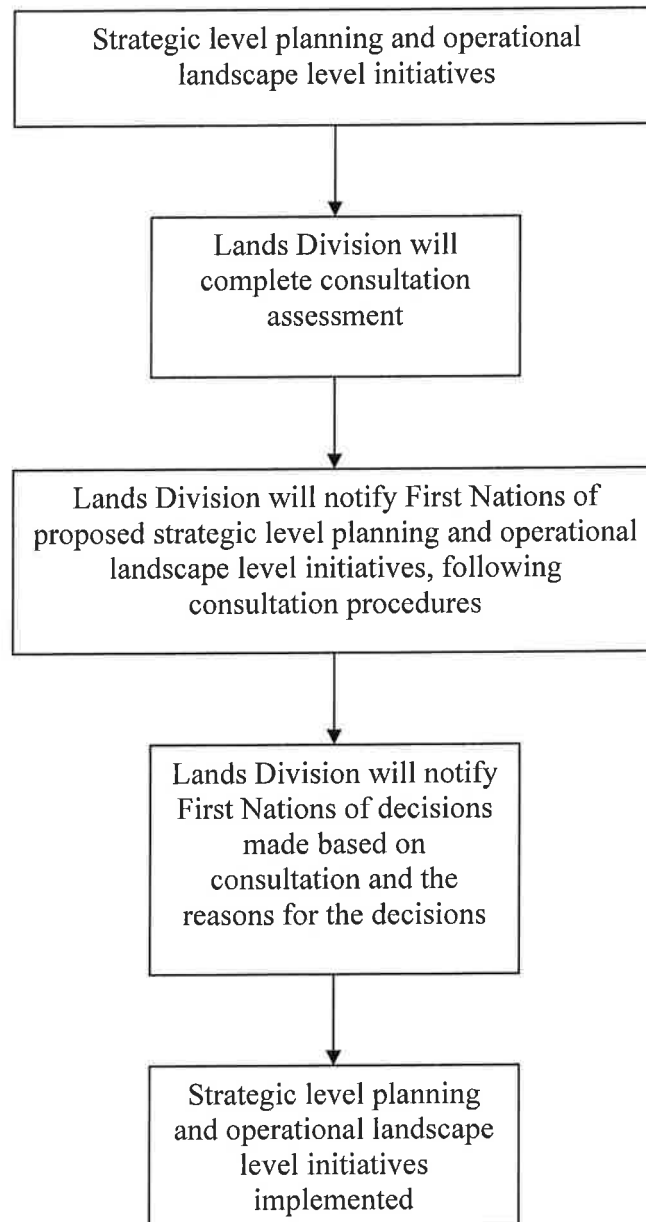 Strategic level planning and operational
landscape level initiatives
Lands Division will
complete consultation
assessment
Lands Division will notify First Nations of
proposed strategic level planning and operational
landscape level initiatives, following
consultation procedures
Lands Division will notify
First Nations of decisions
made based on
consultation and the
reasons for the decisions
Strategic level planning
and operational landscape
level initiatives
implemented